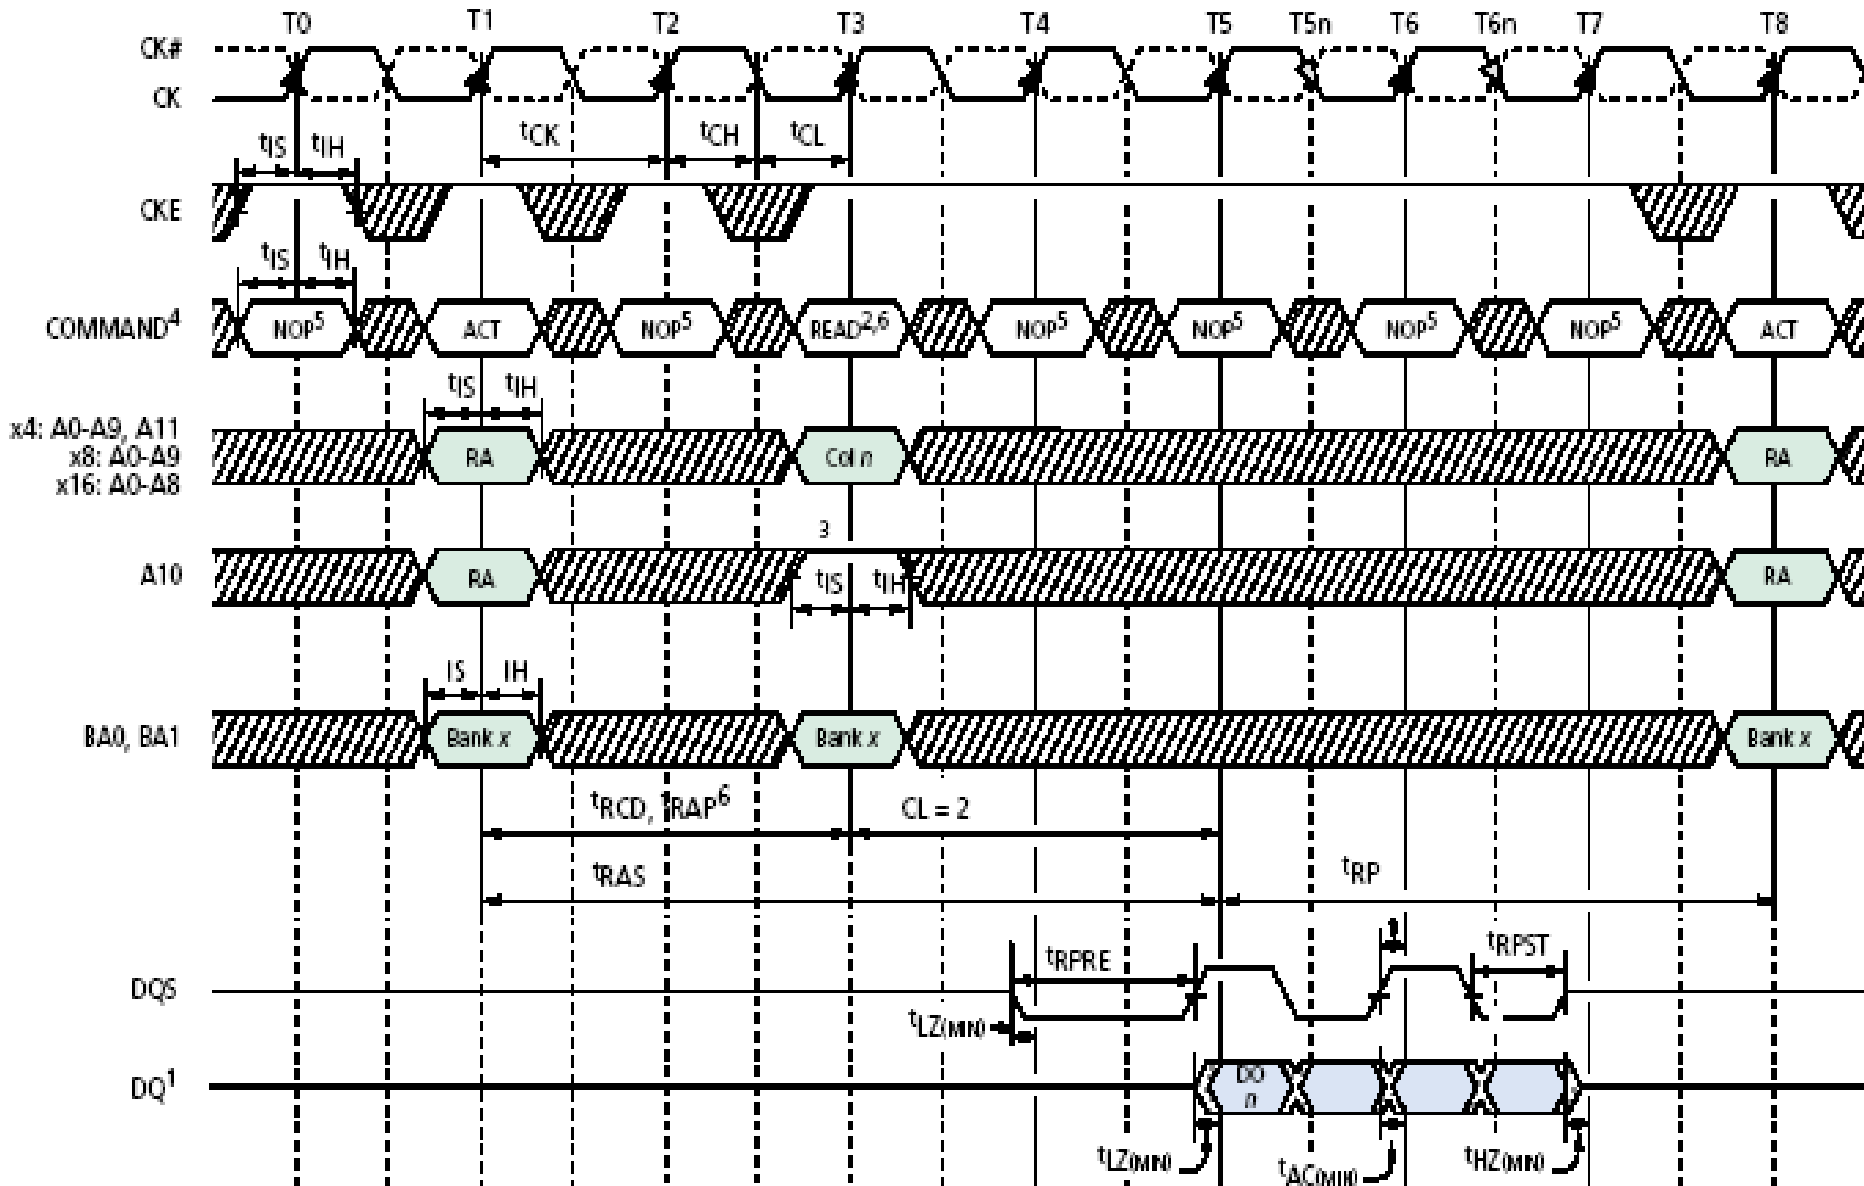 T0 T1 T2 T3 T4 T5 T5n T6 T6n T7 T8
CK#
CK
tCK tCH tCL
tIS tIH
CKE
tIS tIH
COMMAND4 NOP5 ACT NOP5 READ2,6 NOP5 NOP5 NOP5 NOP5 ACT
tIS tIH
x4: A0-A9, A11
x8: A0-A9
x16: A0-A8
RA Col n RA
3
A10 RA RA
tIS tIH
IS IH
BA0, BA1 Bank x Bank x Bank x
tRCD, tRAP6 CL = 2
tRAS tRP
tRPRE tRPST
DQS
tLZ(MIN)
DQ1 DO
n
tLZ(MIN) tAC(MIN) tHZ(MIN)